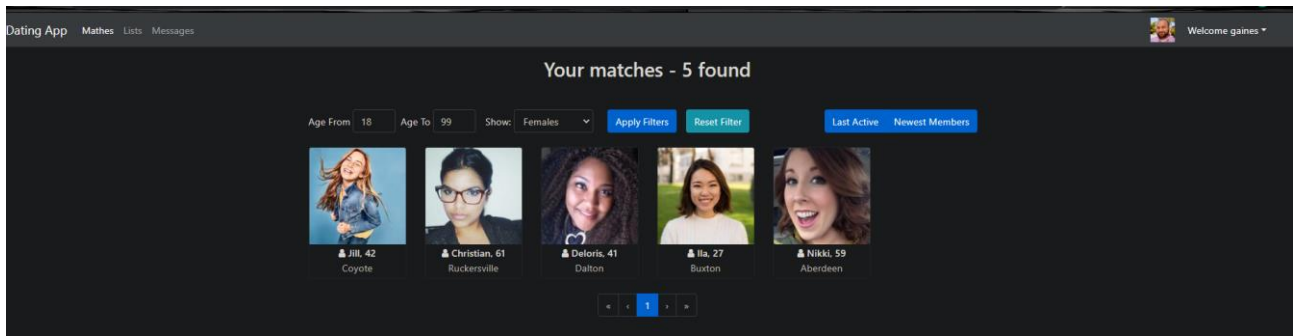 Dating App Mathes Lists Messages Welcome gaines
Your matches - 5 found
Age From 18 Age To 99 Show: Females Apply Filters Reset Filter Last Active Newest Members
Jill, 42 Christian, 61 Deloris, 41 Ila, 27 Nikki, 59
Coyote Ruckersville Dalton Buxton Aberdeen
« ‹ 1 › »